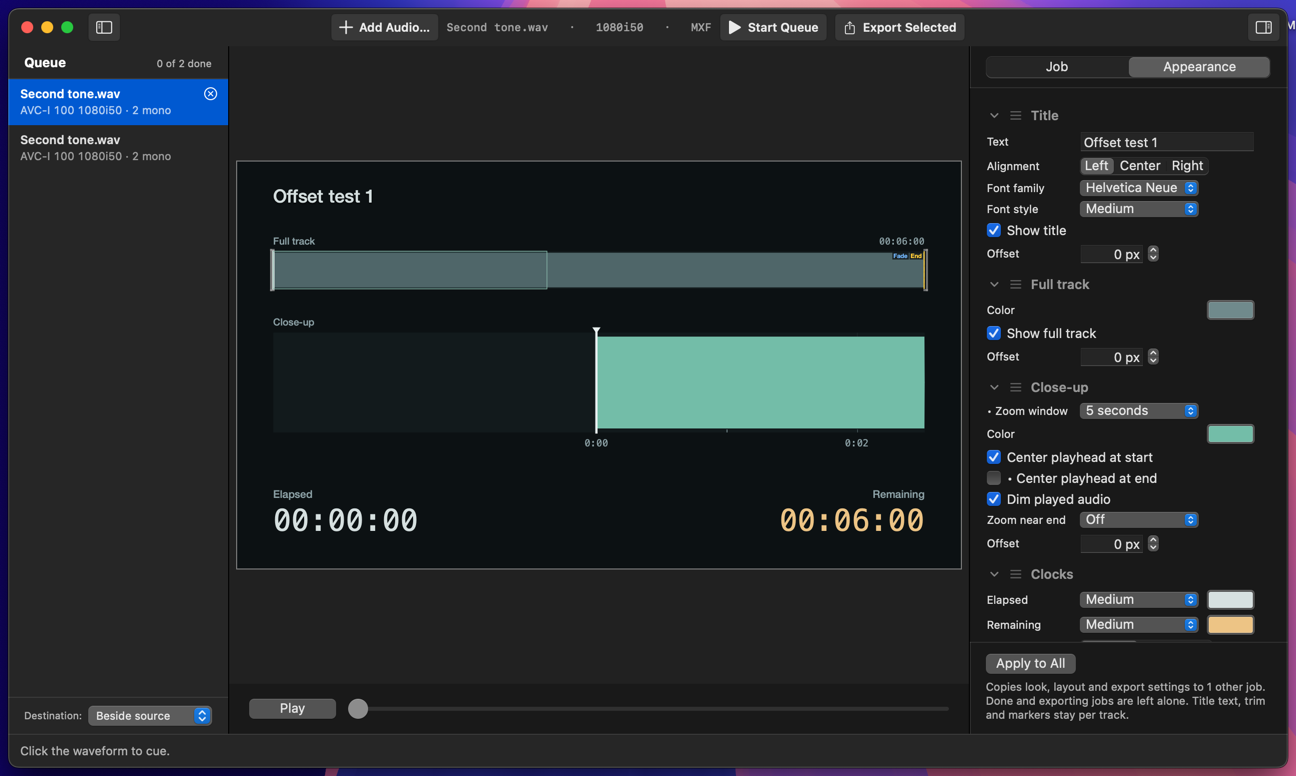 Add Audio... Second tone.wav · 1080i50 · MXF Start Queue Export Selected
Queue 0 of 2 done
Second tone.wav
AVC-I 100 1080i50 · 2 mono
Second tone.wav
AVC-I 100 1080i50 · 2 mono
Destination: Beside source
Offset test 1
Full track 00:06:00
Fade End
Close-up
0:00 0:02
Elapsed Remaining
00:00:00 00:06:00
Play
Job Appearance
Title
Text Offset test 1
Alignment Left Center Right
Font family Helvetica Neue
Font style Medium
Show title
Offset 0 px
Full track
Color
Show full track
Offset 0 px
Close-up
• Zoom window 5 seconds
Color
Center playhead at start
• Center playhead at end
Dim played audio
Zoom near end Off
Offset 0 px
Clocks
Elapsed Medium
Remaining Medium
Apply to All
Copies look, layout and export settings to 1 other job.
Done and exporting jobs are left alone. Title text, trim
and markers stay per track.
Click the waveform to cue.